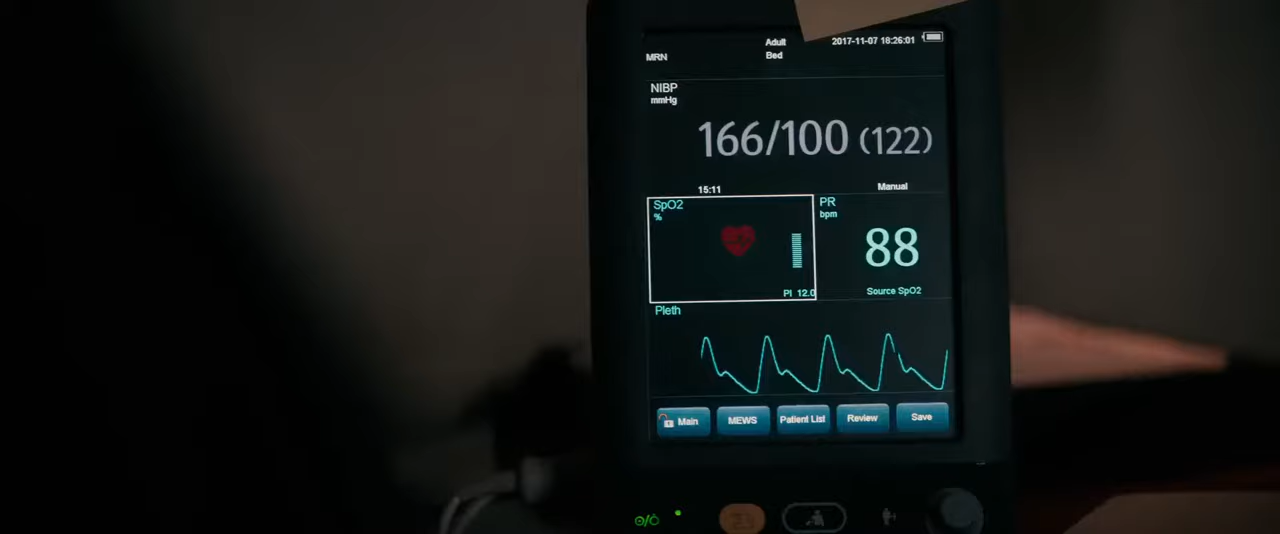 Adult 2017-11-07 18:26:01
MRN Bed
NIBP
mmHg
166/100 (122)
15:11 Manual
SpO2 PR
% bpm
88
PI 12.0 Source SpO2
Pleth
Main MEWS Patient List Review Save